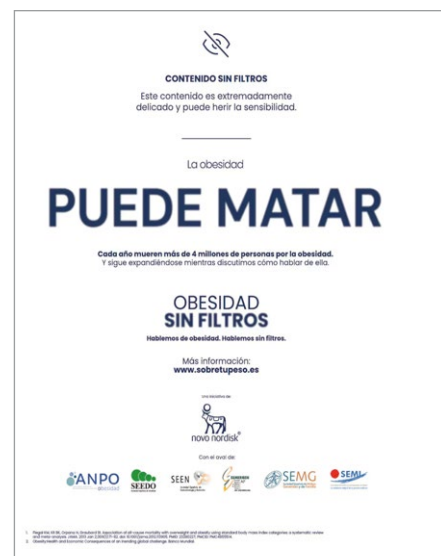 CONTENIDO SIN FILTROS
Este contenido es extremadamente
delicado y puede herir la sensibilidad.
La obesidad
PUEDE MATAR
Cada año mueren más de 4 millones de personas por la obesidad.
Y sigue expandiéndose mientras discutimos cómo hablar de ella.
OBESIDAD
SIN FILTROS
Hablemos de obesidad. Hablemos sin filtros.
Más información:
www.sobretupeso.es
Una iniciativa de:
novo nordisk®
Con el aval de:
ANPO
SEEDO
SEEN
SEMG
SEMI